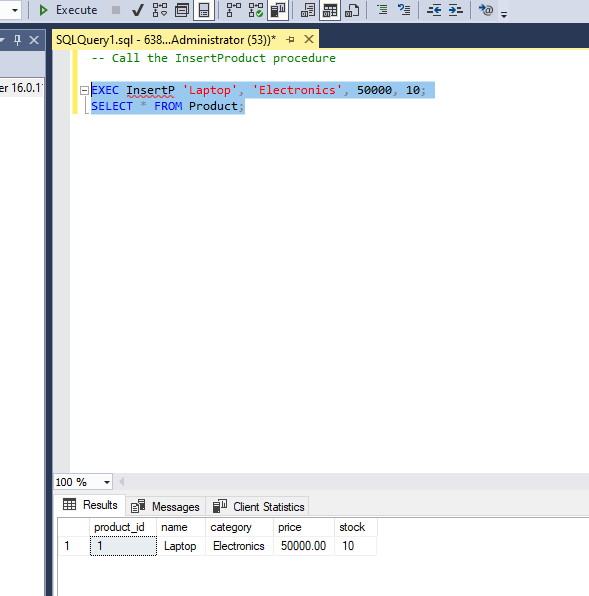 Execute
SQLQuery1.sql - 638...Administrator (53))*
er 16.0.1
-- Call the InsertProduct procedure
EXEC InsertP 'Laptop', 'Electronics', 50000, 10;
SELECT * FROM Product;
100 %
Results Messages Client Statistics
product_id name category price stock
1 1 Laptop Electronics 50000.00 10